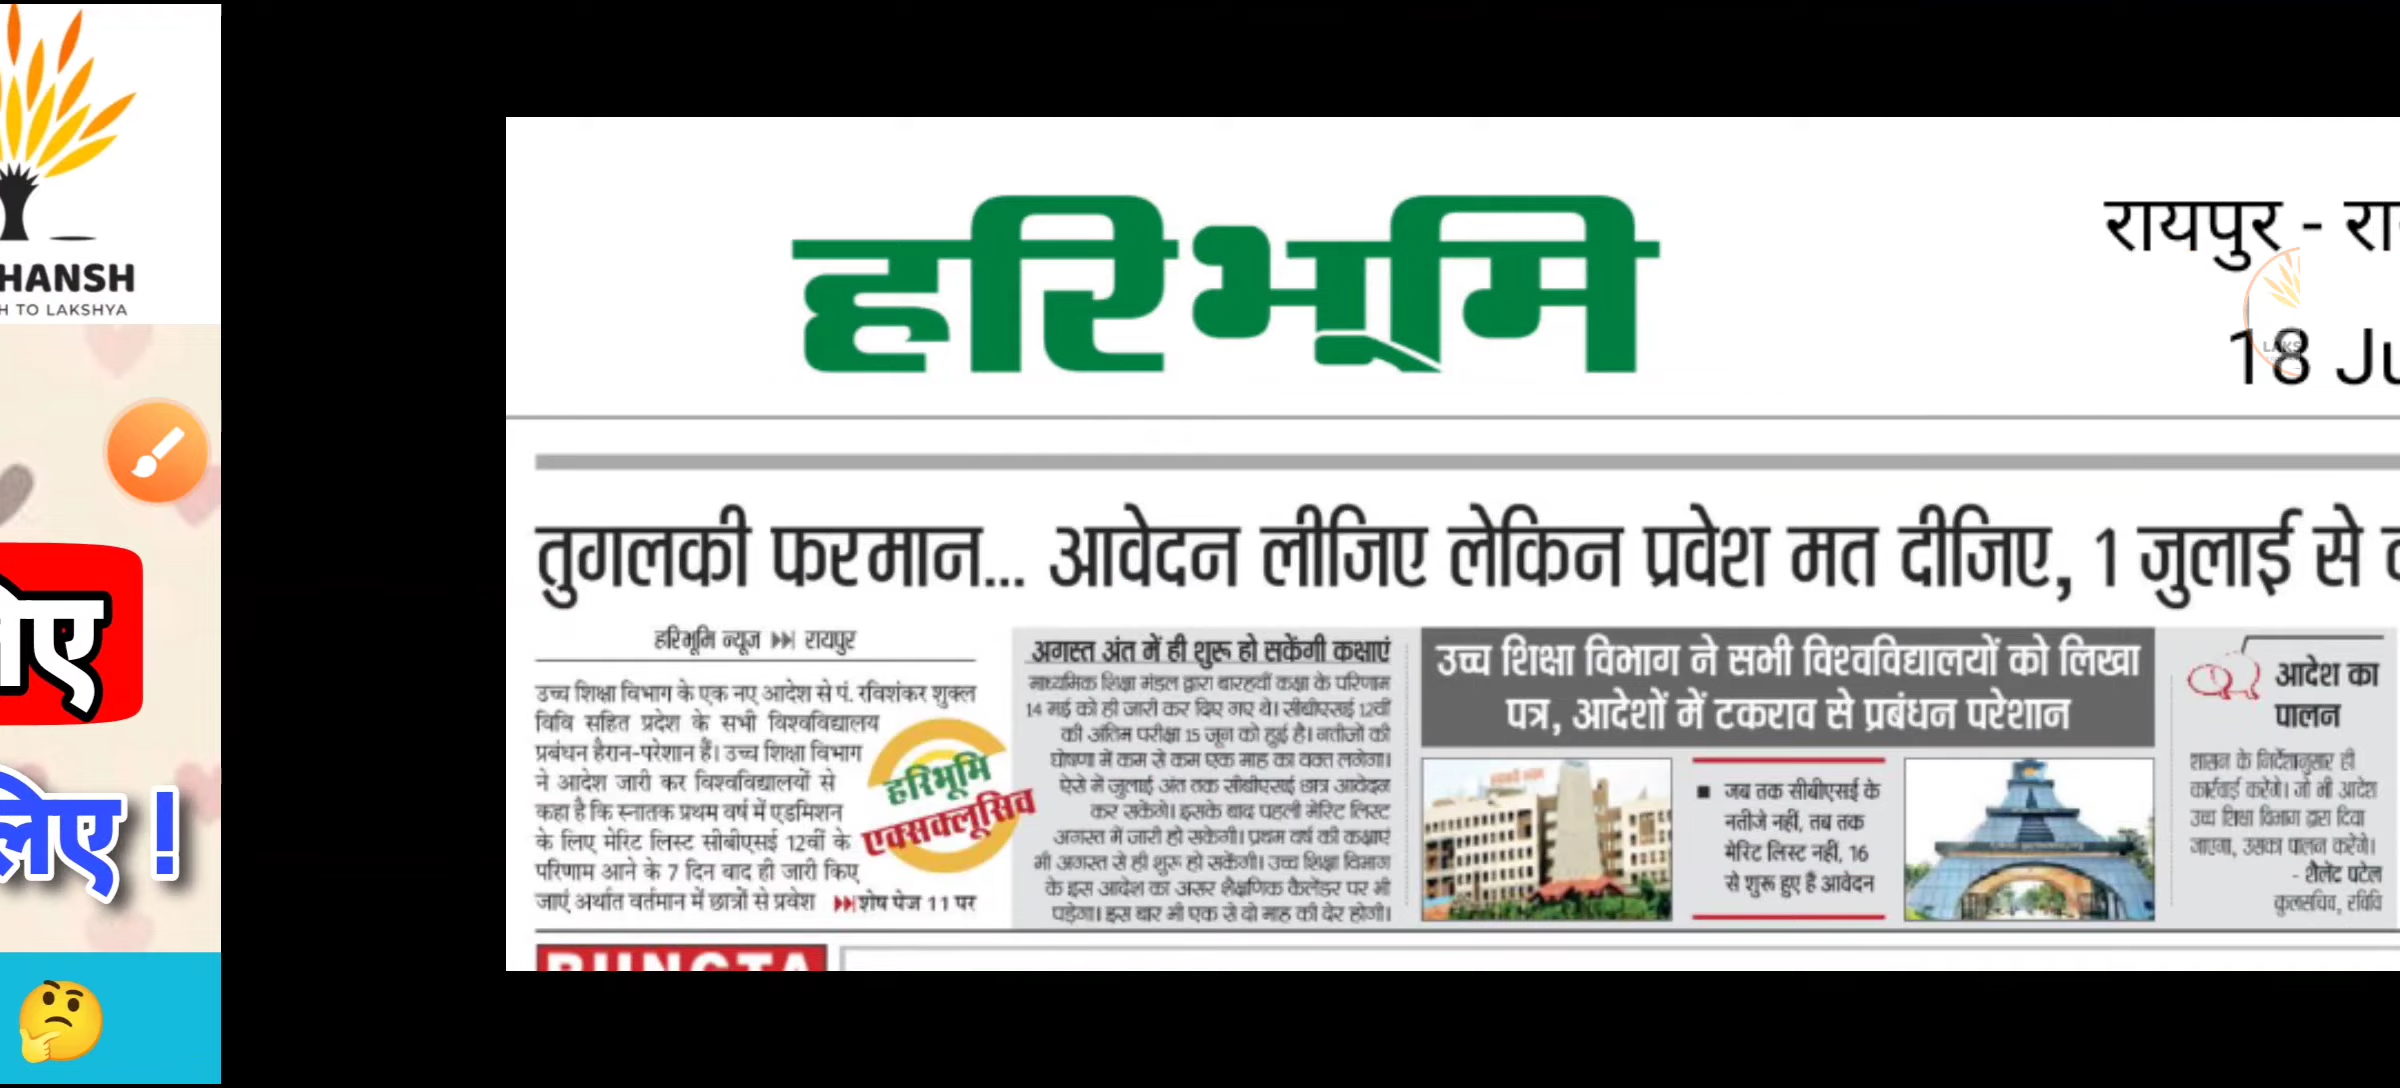 HANSH
H TO LAKSHYA
लिए !
हरिभूमि
रायपुर - रा
18 Ju
LAKS
तुगलकी फरमान... आवेदन लीजिए लेकिन प्रवेश मत दीजिए, 1 जुलाई से
हरिभूमि न्यूज ▸▸| रायपुर
उच्च शिक्षा विभाग के एक नए आदेश से पं. रविशंकर शुक्ल
विवि सहित प्रदेश के सभी विश्वविद्यालय
प्रबंधन हैरान-परेशान हैं। उच्च शिक्षा विभाग
ने आदेश जारी कर विश्वविद्यालयों से
कहा है कि स्नातक प्रथम वर्ष में एडमिशन
के लिए मेरिट लिस्ट सीबीएसई 12वीं के
परिणाम आने के 7 दिन बाद ही जारी किए
जाएं अर्थात वर्तमान में छात्रों से प्रवेश ▸▸|शेष पेज 11 पर
हरिभूमि
एक्सक्लूसिव
अगस्त अंत में ही शुरू हो सकेंगी कक्षाएं
माध्यमिक शिक्षा मंडल द्वारा बारहवीं कक्षा के परिणाम
14 मई को ही जारी कर दिए गए थे। सीबीएसई 12वीं
की अंतिम परीक्षा 15 जून को हुई है। नतीजों की
घोषणा में कम से कम एक माह का वक्त लगेगा।
ऐसे में जुलाई अंत तक सीबीएसई छात्र आवेदन
कर सकेंगे। इसके बाद पहली मेरिट लिस्ट
अगस्त में जारी हो सकेगी। प्रथम वर्ष की कक्षाएं
भी अगस्त से ही शुरू हो सकेंगी। उच्च शिक्षा विभाग
के इस आदेश का असर शैक्षणिक कैलेंडर पर भी
पड़ेगा। इस बार भी एक से दो माह की देर होगी।
उच्च शिक्षा विभाग ने सभी विश्वविद्यालयों को लिखा
पत्र, आदेशों में टकराव से प्रबंधन परेशान
■ जब तक सीबीएसई के
नतीजे नहीं, तब तक
मेरिट लिस्ट नहीं, 16
से शुरू हुए है आवेदन
आदेश का
पालन
शासन के निर्देशानुसार ही
कार्रवाई करेंगे। जो भी आदेश
उच्च शिक्षा विभाग द्वारा दिया
जाएगा, उसका पालन करेंगे।
- शैलेंद्र पटेल
कुलसचिव, रविवि